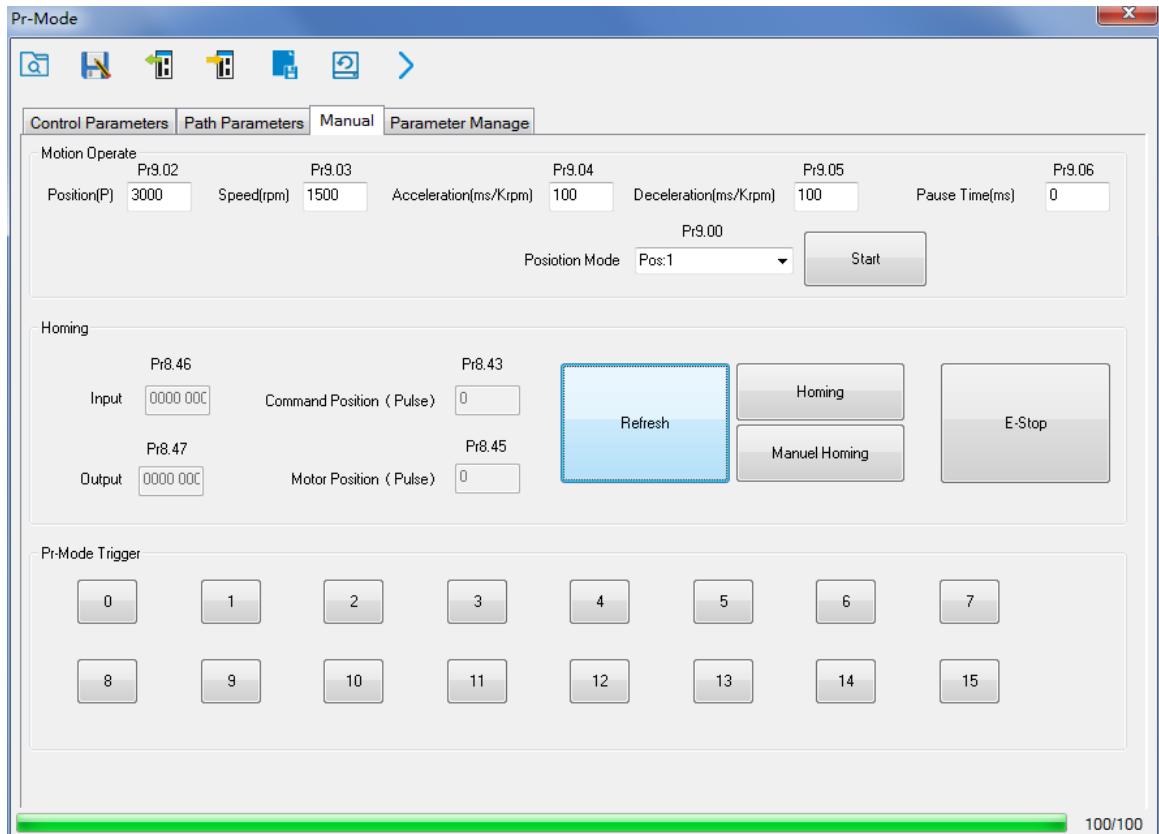 Pr-Mode
Control Parameters Path Parameters Manual Parameter Manage
Motion Operate
Pr9.02 Pr9.03 Pr9.04 Pr9.05 Pr9.06
Position(P) 3000 Speed(rpm) 1500 Acceleration(ms/Krpm) 100 Deceleration(ms/Krpm) 100 Pause Time(ms) 0
Pr9.00
Posiotion Mode Pos:1 Start
Homing
Pr8.46 Pr8.43
Input 0000 000 Command Position ( Pulse ) 0
Refresh Homing E-Stop
Pr8.47 Pr8.45
Manuel Homing
Output 0000 000 Motor Position ( Pulse ) 0
Pr-Mode Trigger
0 1 2 3 4 5 6 7
8 9 10 11 12 13 14 15
100/100